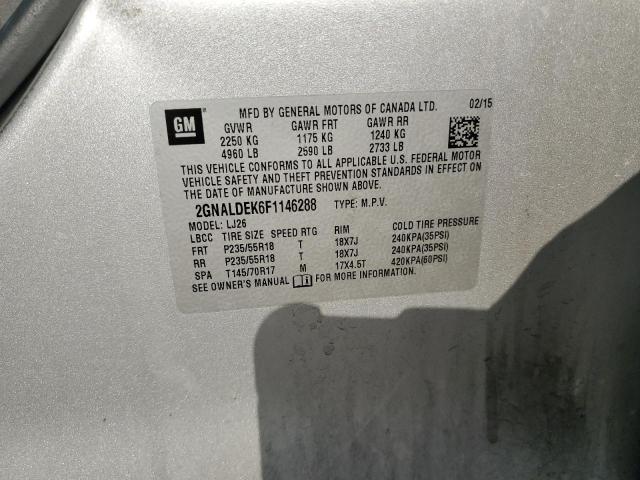 GM
MFD BY GENERAL MOTORS OF CANADA LTD. 02/15
GVWR GAWR FRT GAWR RR
2250 KG 1175 KG 1240 KG
4960 LB 2590 LB 2733 LB
THIS VEHICLE CONFORMS TO ALL APPLICABLE U.S. FEDERAL MOTOR
VEHICLE SAFETY AND THEFT PREVENTION STANDARDS IN EFFECT ON
THE DATE OF MANUFACTURE SHOWN ABOVE.
2GNALDEK6F1146288 TYPE: M.P.V.
MODEL: LJ26
LBCC TIRE SIZE SPEED RTG RIM COLD TIRE PRESSURE
FRT P235/55R18 T 18X7J 240KPA(35PSI)
RR P235/55R18 T 18X7J 240KPA(35PSI)
SPA T145/70R17 M 17X4.5T 420KPA(60PSI)
SEE OWNER'S MANUAL FOR MORE INFORMATION.